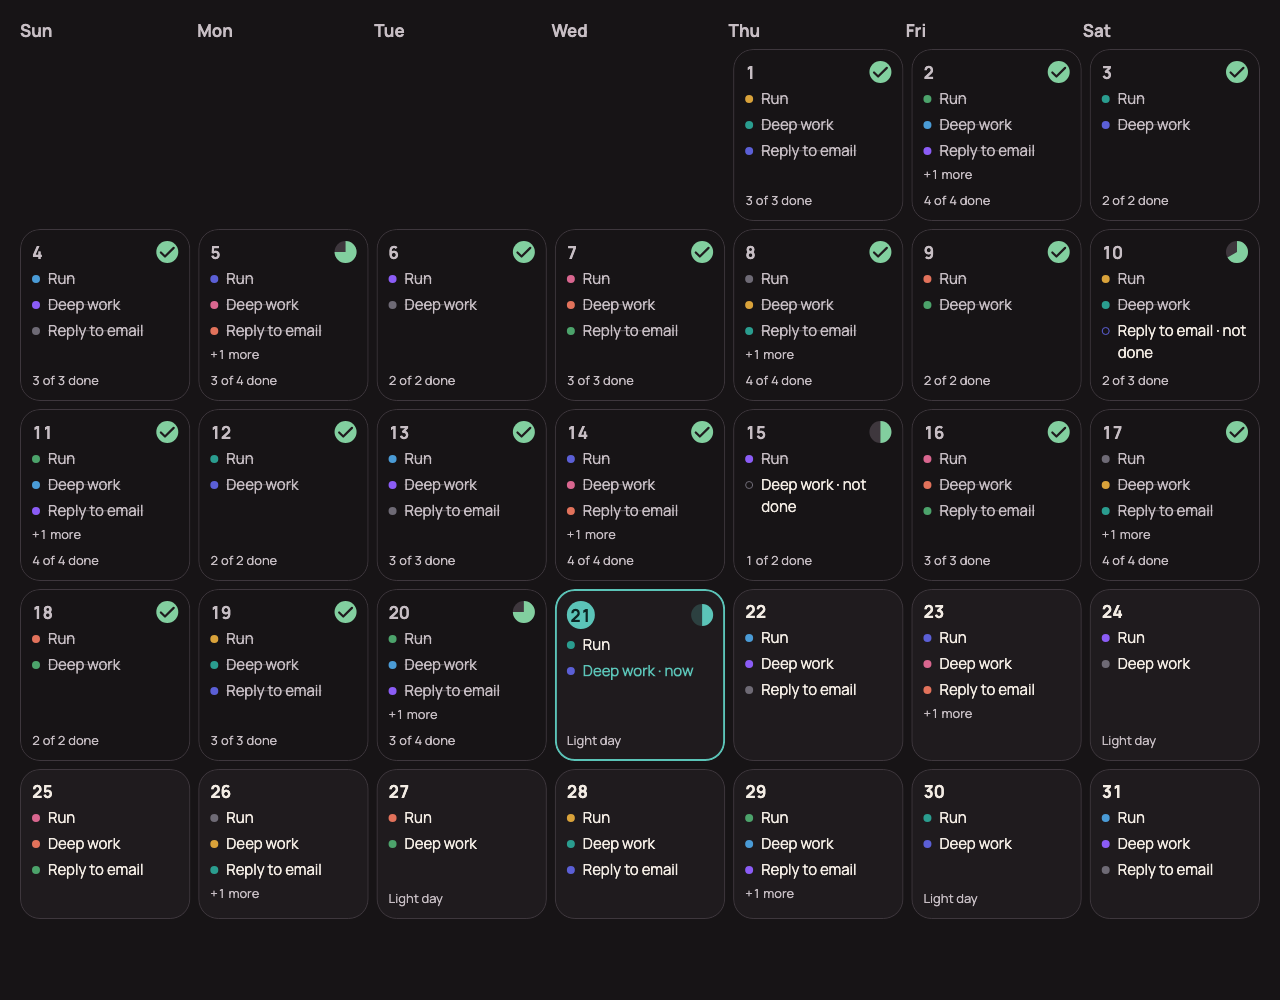 Sun Mon Tue Wed Thu Fri Sat
1
Run
Deep work
Reply to email
3 of 3 done
2
Run
Deep work
Reply to email
+1 more
4 of 4 done
3
Run
Deep work
2 of 2 done
4
Run
Deep work
Reply to email
3 of 3 done
5
Run
Deep work
Reply to email
+1 more
3 of 4 done
6
Run
Deep work
2 of 2 done
7
Run
Deep work
Reply to email
3 of 3 done
8
Run
Deep work
Reply to email
+1 more
4 of 4 done
9
Run
Deep work
2 of 2 done
10
Run
Deep work
Reply to email · not
done
2 of 3 done
11
Run
Deep work
Reply to email
+1 more
4 of 4 done
12
Run
Deep work
2 of 2 done
13
Run
Deep work
Reply to email
3 of 3 done
14
Run
Deep work
Reply to email
+1 more
4 of 4 done
15
Run
Deep work · not
done
1 of 2 done
16
Run
Deep work
Reply to email
3 of 3 done
17
Run
Deep work
Reply to email
+1 more
4 of 4 done
18
Run
Deep work
2 of 2 done
19
Run
Deep work
Reply to email
3 of 3 done
20
Run
Deep work
Reply to email
+1 more
3 of 4 done
21
Run
Deep work · now
Light day
22
Run
Deep work
Reply to email
23
Run
Deep work
Reply to email
+1 more
24
Run
Deep work
Light day
25
Run
Deep work
Reply to email
26
Run
Deep work
Reply to email
+1 more
27
Run
Deep work
Light day
28
Run
Deep work
Reply to email
29
Run
Deep work
Reply to email
+1 more
30
Run
Deep work
Light day
31
Run
Deep work
Reply to email